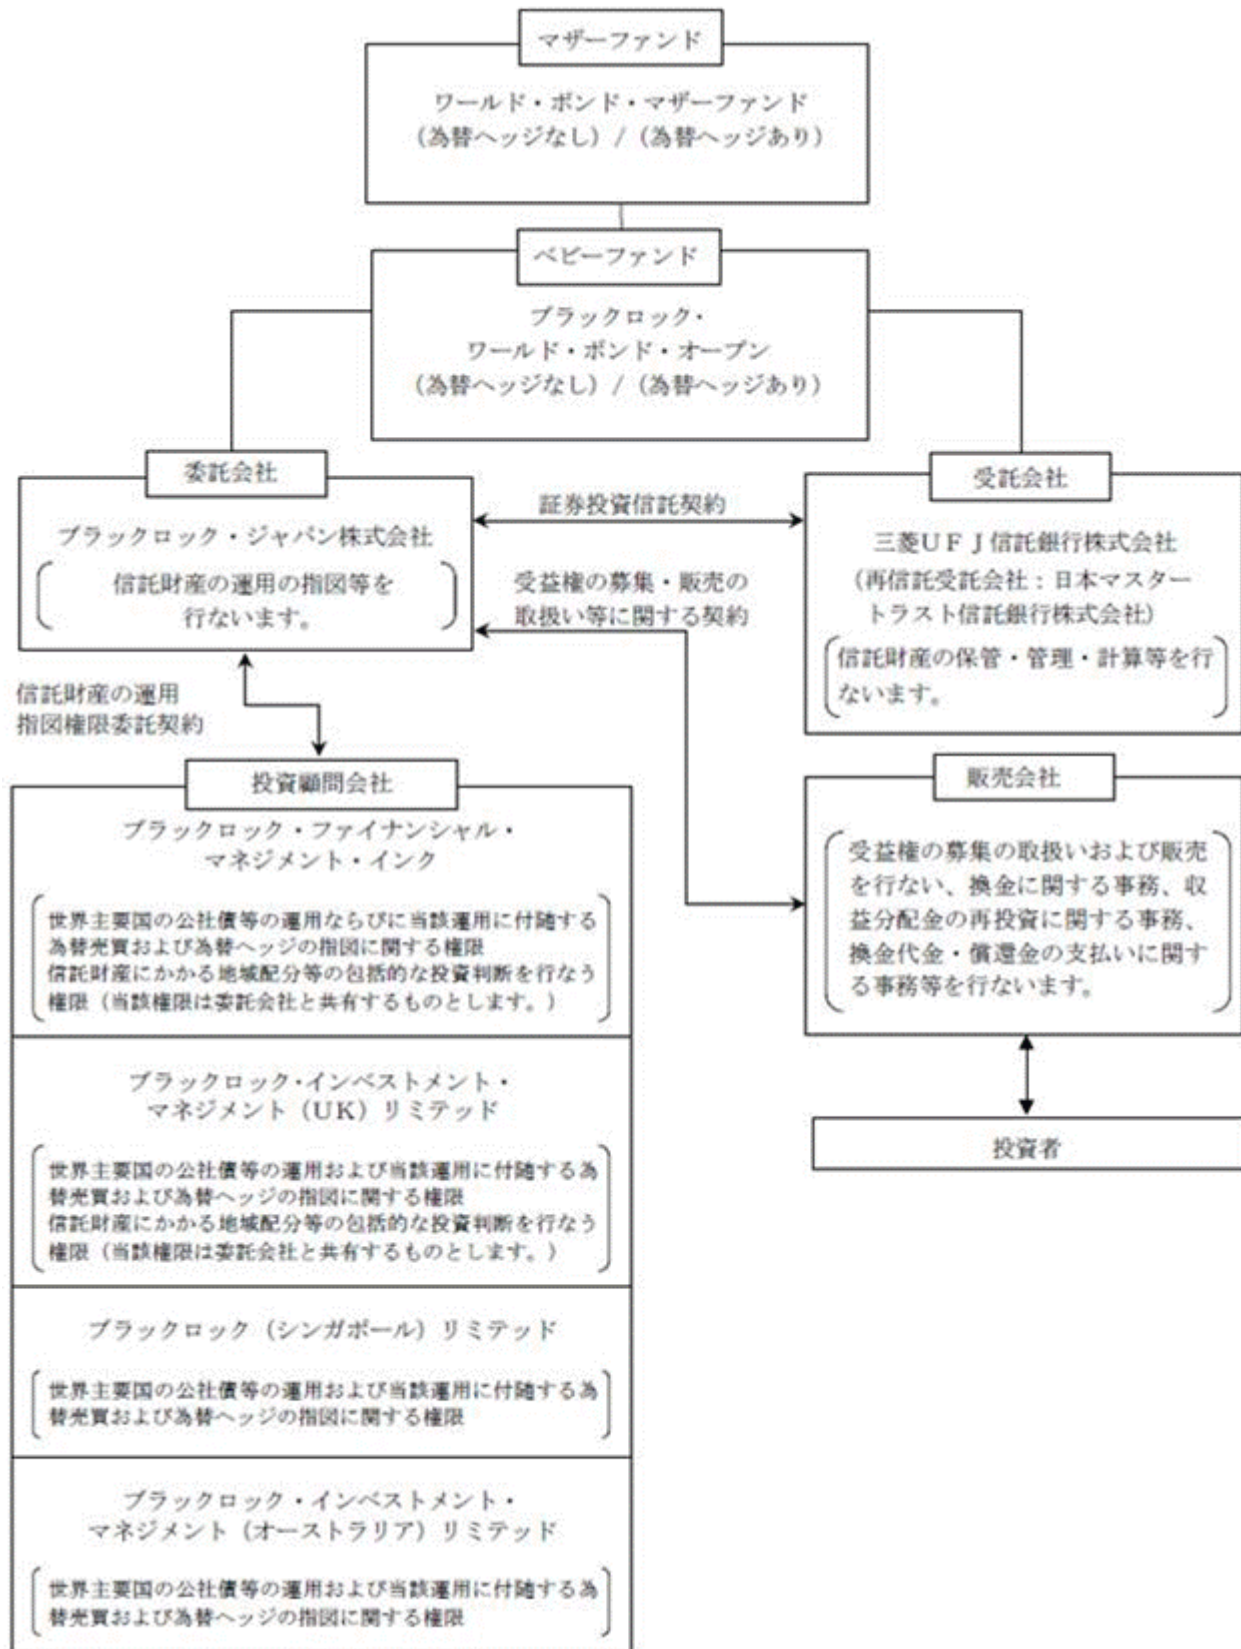 マザーファンド
ワールド・ボンド・マザーファンド
（為替ヘッジなし）/（為替ヘッジあり）
ベビーファンド
ブラックロック・
ワールド・ボンド・オープン
（為替ヘッジなし）/（為替ヘッジあり）
委託会社
ブラックロック・ジャパン株式会社
信託財産の運用の指図等を
行ないます。
証券投資信託契約
受益権の募集・販売の
取扱い等に関する契約
受託会社
三菱ＵＦＪ信託銀行株式会社
（再信託受託会社：日本マスター
トラスト信託銀行株式会社）
信託財産の保管・管理・計算等を行
ないます。
信託財産の運用
指図権限委託契約
投資顧問会社
ブラックロック・ファイナンシャル・
マネジメント・インク
世界主要国の公社債等の運用ならびに当該運用に付随する
為替売買および為替ヘッジの指図に関する権限
信託財産にかかる地域配分等の包括的な投資判断を行なう
権限（当該権限は委託会社と共有するものとします。）
ブラックロック・インベストメント・
マネジメント（ＵＫ）リミテッド
世界主要国の公社債等の運用および当該運用に付随する為
替売買および為替ヘッジの指図に関する権限
信託財産にかかる地域配分等の包括的な投資判断を行なう
権限（当該権限は委託会社と共有するものとします。）
ブラックロック（シンガポール）リミテッド
世界主要国の公社債等の運用および当該運用に付随する為
替売買および為替ヘッジの指図に関する権限
ブラックロック・インベストメント・
マネジメント（オーストラリア）リミテッド
世界主要国の公社債等の運用および当該運用に付随する為
替売買および為替ヘッジの指図に関する権限
販売会社
受益権の募集の取扱いおよび販売
を行ない、換金に関する事務、収
益分配金の再投資に関する事務、
換金代金・償還金の支払いに関す
る事務等を行ないます。
投資者